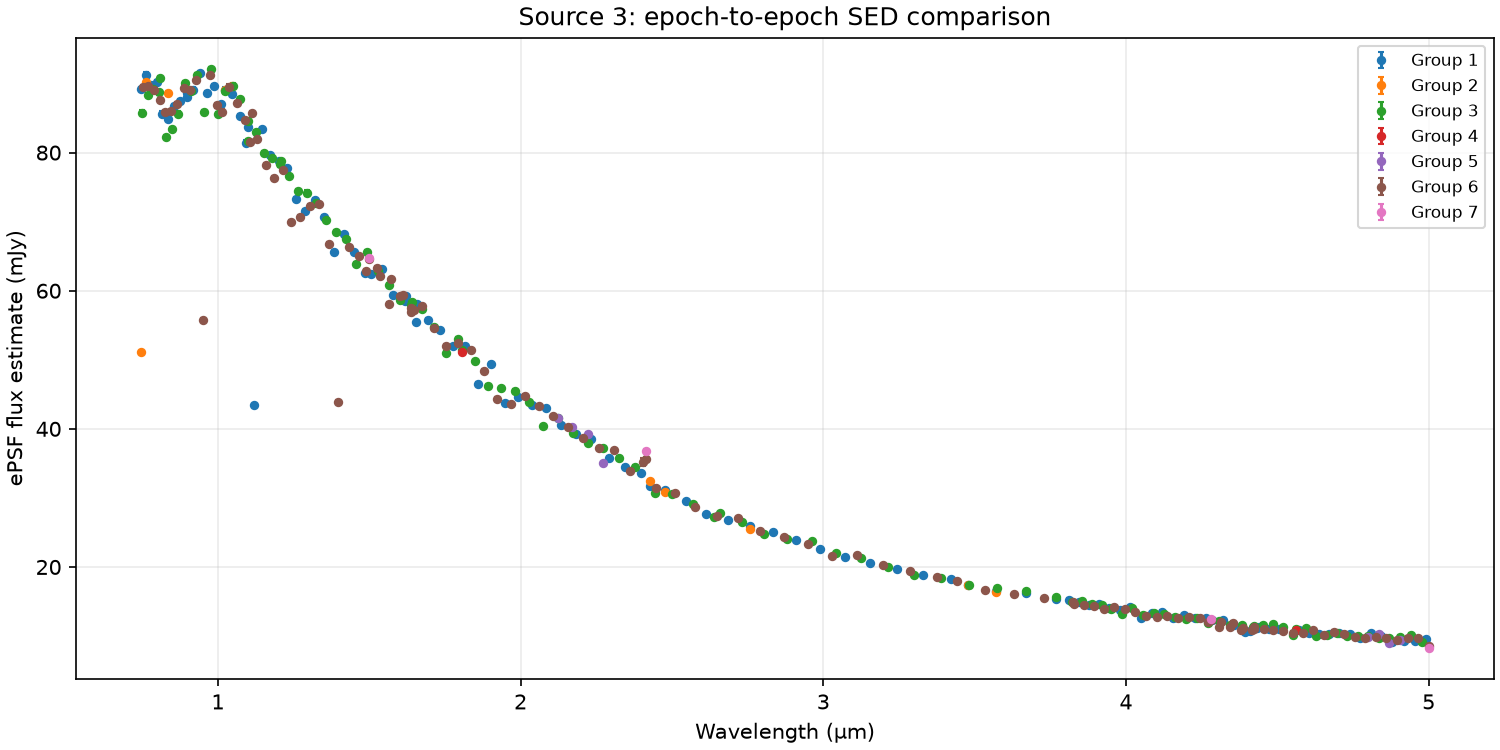 Source 3: epoch-to-epoch SED comparison
ePSF flux estimate (mJy)
80
60
40
20
1
2
3
4
5
Wavelength (μm)
Group 1
Group 2
Group 3
Group 4
Group 5
Group 6
Group 7